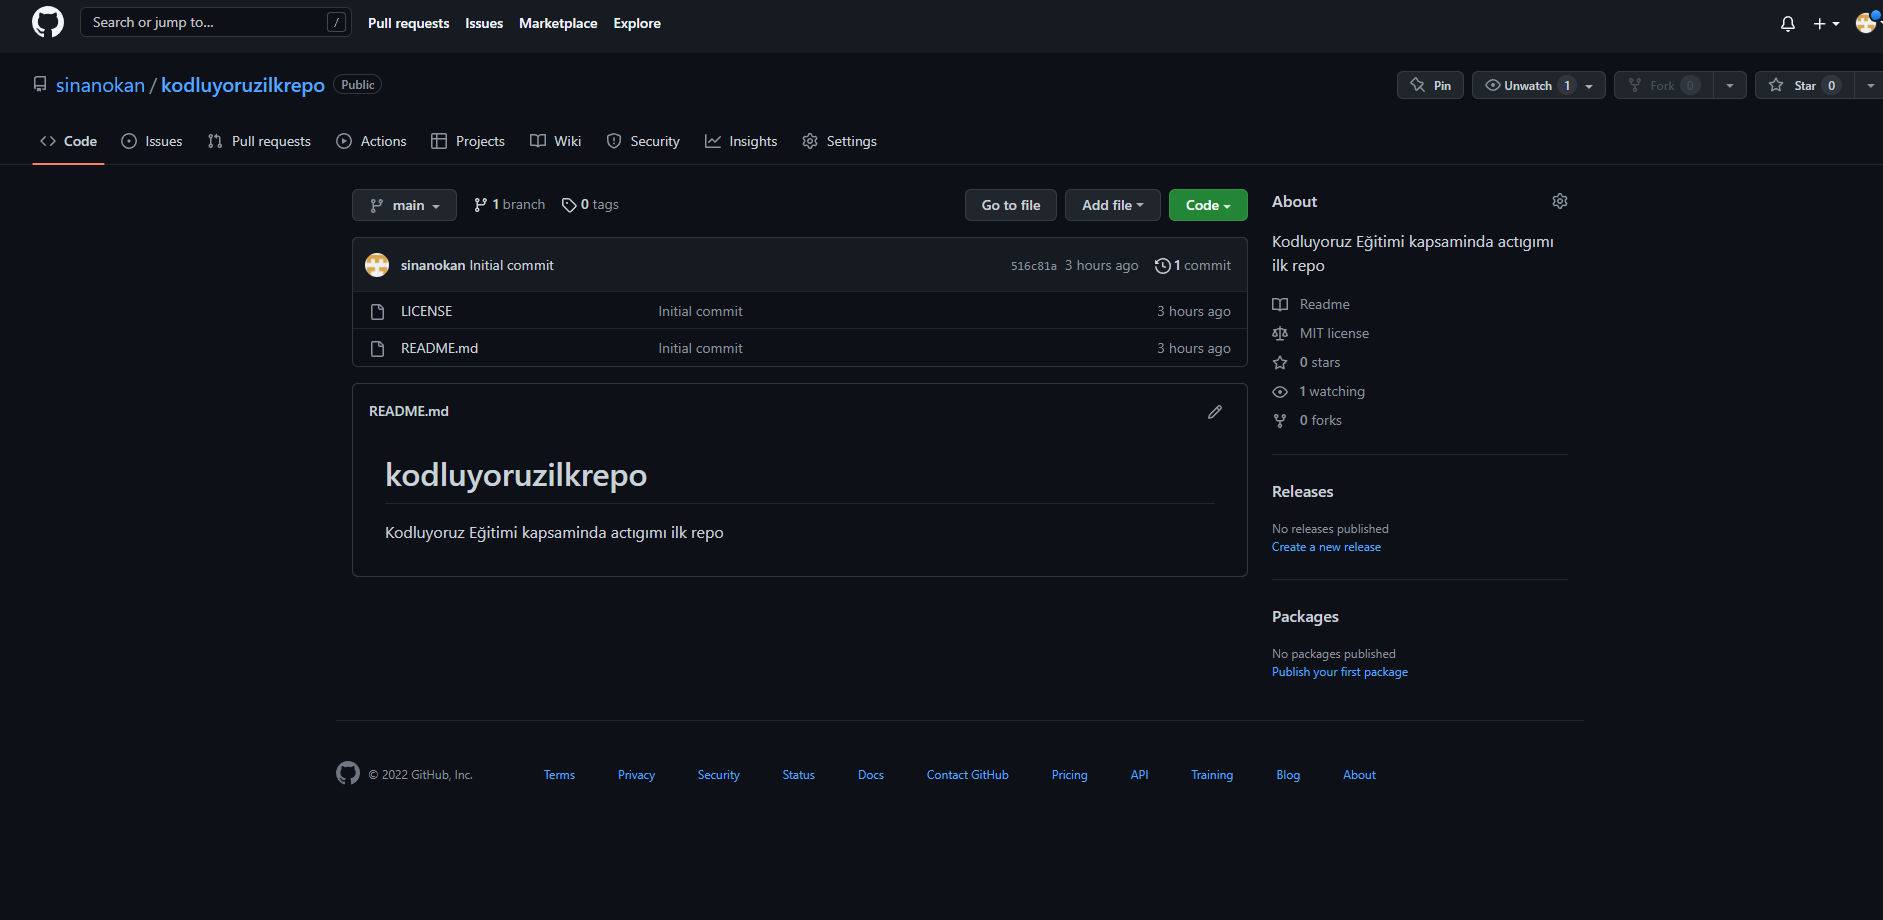 Search or jump to... /
Pull requests Issues Marketplace Explore
sinanokan / kodluyoruzilkrepo Public
Pin Unwatch 1 Fork 0 Star 0
Code Issues Pull requests Actions Projects Wiki Security Insights Settings
main 1 branch 0 tags Go to file Add file Code
sinanokan Initial commit 516c81a 3 hours ago 1 commit
LICENSE Initial commit 3 hours ago
README.md Initial commit 3 hours ago
README.md
kodluyoruzilkrepo
Kodluyoruz Eğitimi kapsaminda actıgımı ilk repo
About
Kodluyoruz Eğitimi kapsaminda actıgımı
ilk repo
Readme
MIT license
0 stars
1 watching
0 forks
Releases
No releases published
Create a new release
Packages
No packages published
Publish your first package
© 2022 GitHub, Inc. Terms Privacy Security Status Docs Contact GitHub Pricing API Training Blog About